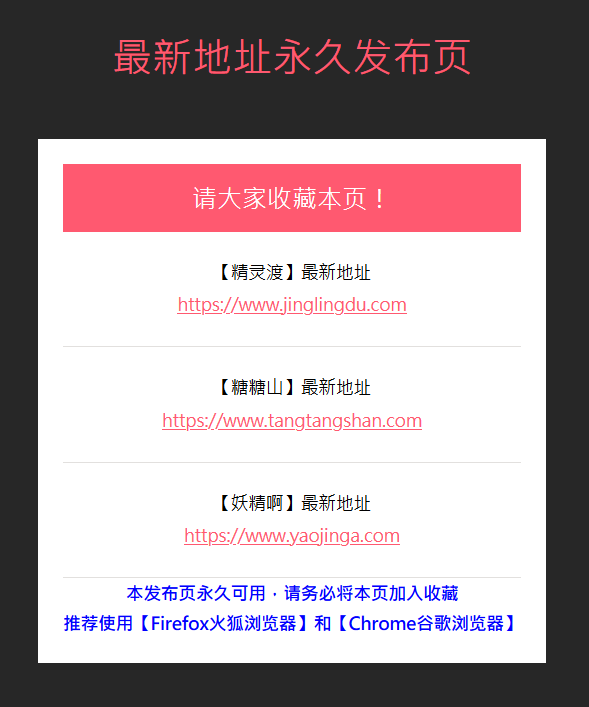 最新地址永久发布页
请大家收藏本页！
【精灵渡】最新地址
https://www.jinglingdu.com
【糖糖山】最新地址
https://www.tangtangshan.com
【妖精啊】最新地址
https://www.yaojinga.com
本发布页永久可用，请务必将本页加入收藏
推荐使用【Firefox火狐浏览器】和【Chrome谷歌浏览器】